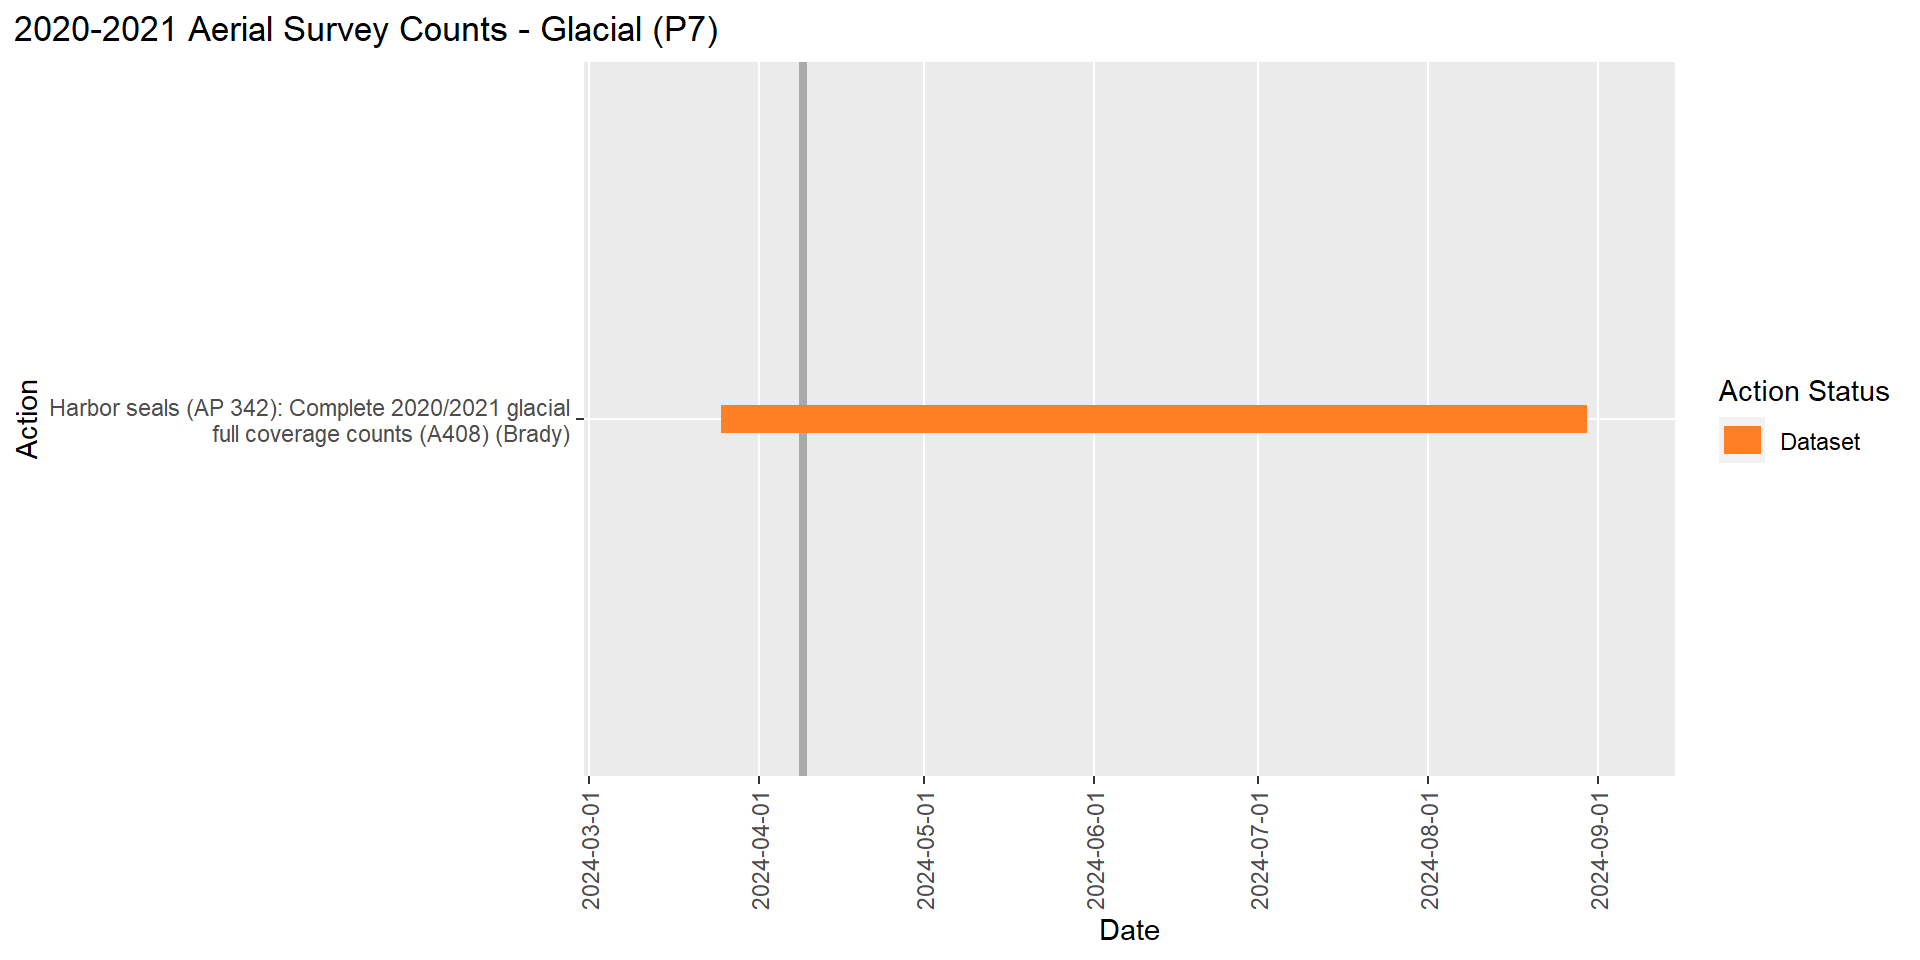 2020-2021 Aerial Survey Counts - Glacial (P7)
Action
Harbor seals (AP 342): Complete 2020/2021 glacial
full coverage counts (A408) (Brady)
Action Status
Dataset
2024-03-01
2024-04-01
2024-05-01
2024-06-01
2024-07-01
2024-08-01
2024-09-01
Date